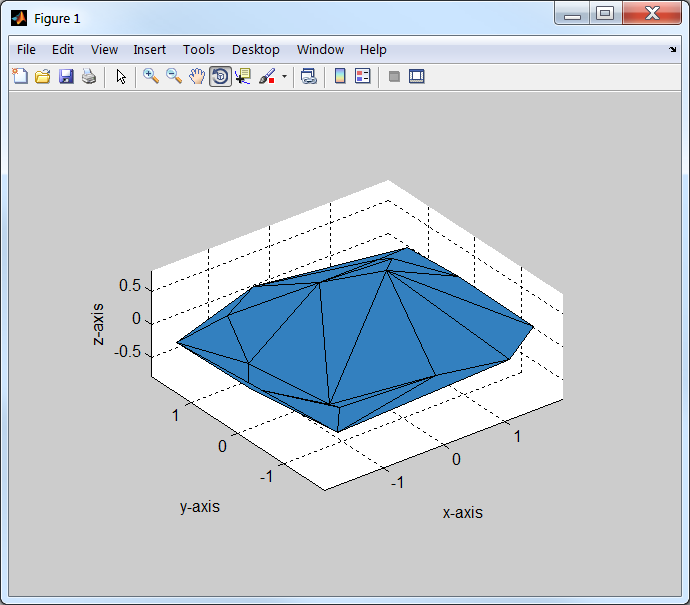 Figure 1
File Edit View Insert Tools Desktop Window Help
0.5
0
-0.5
z-axis
1
0
-1
y-axis
-1
0
1
x-axis